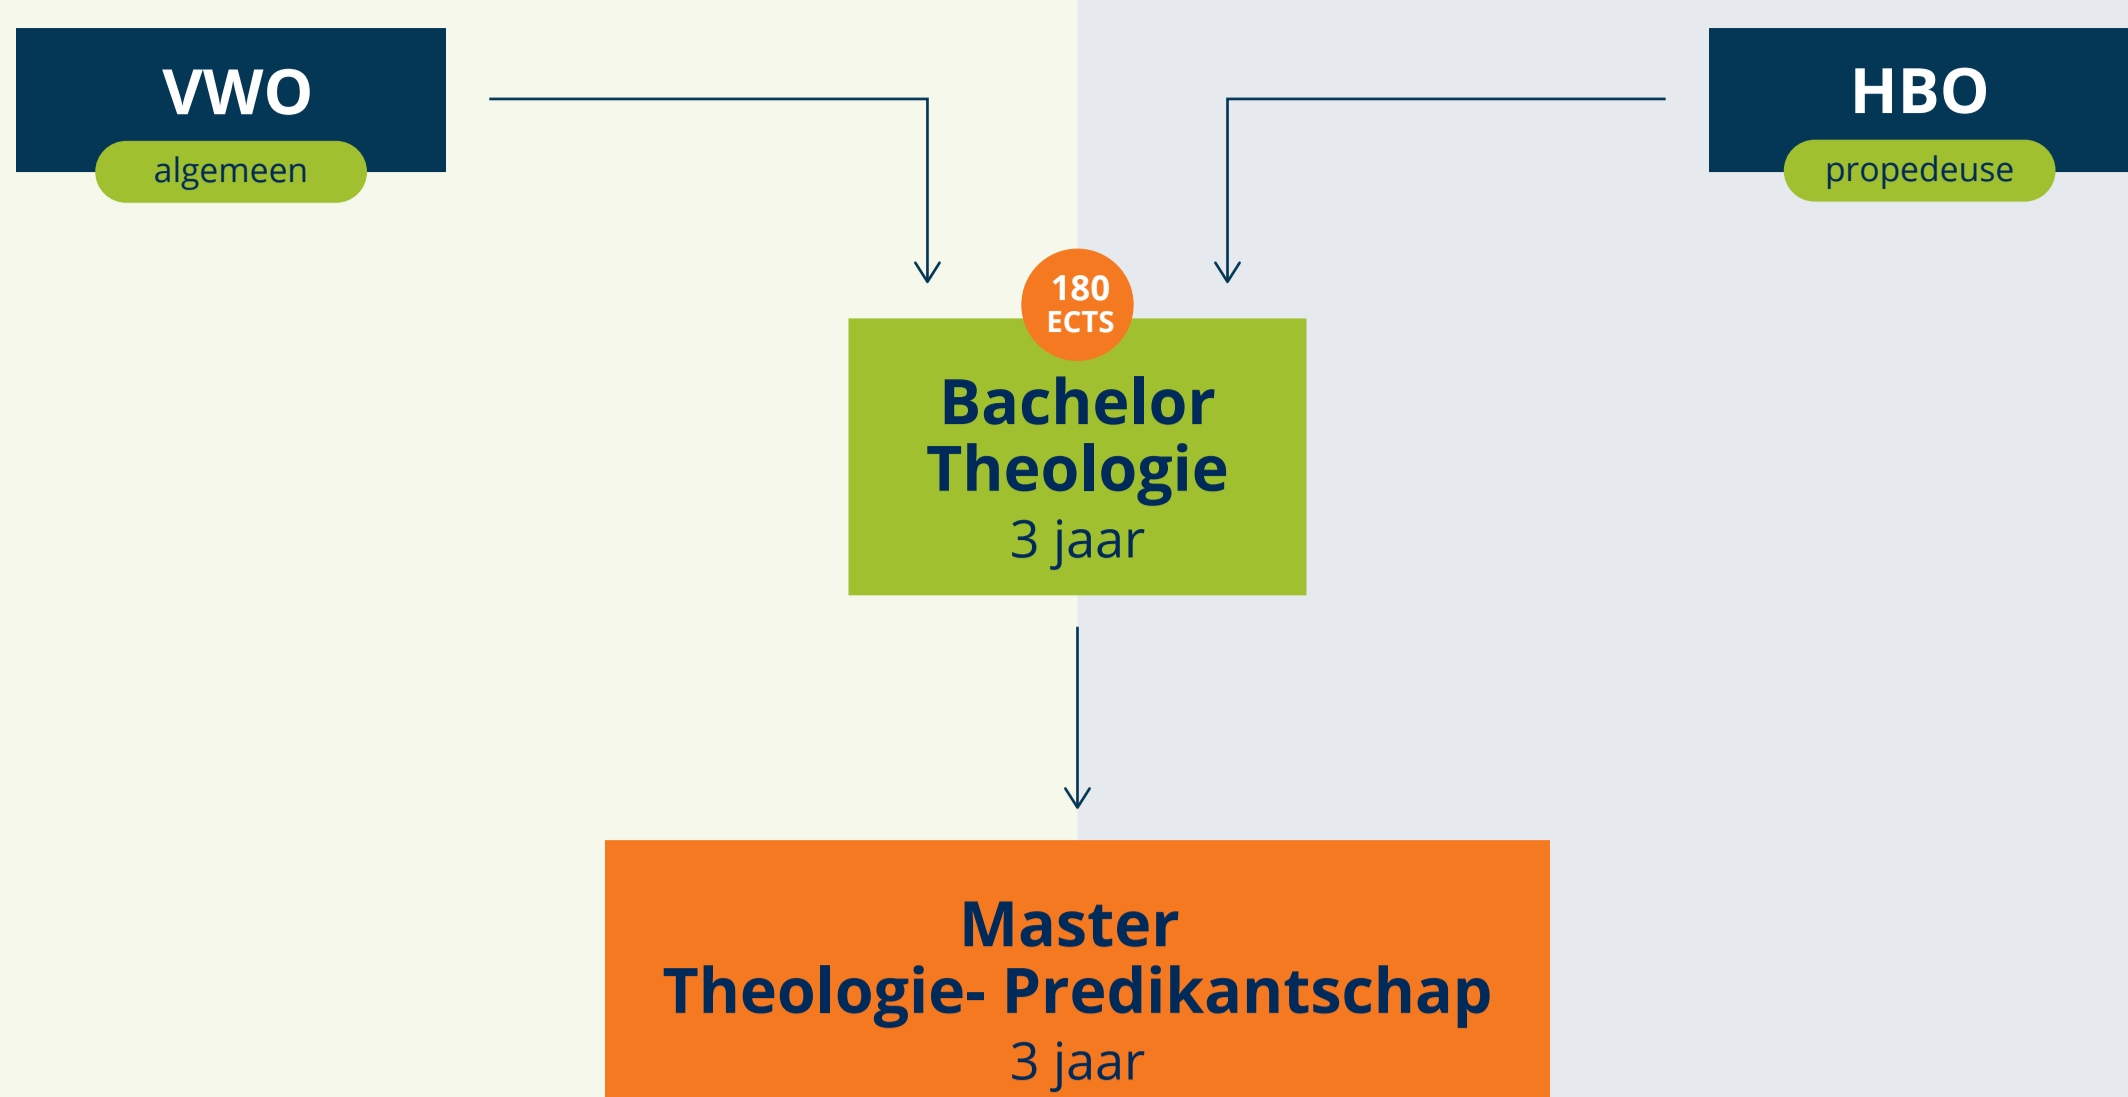 VWO
algemeen
HBO
propedeuse
180
ECTS
Bachelor
Theologie
3 jaar
Master
Theologie- Predikantschap
3 jaar